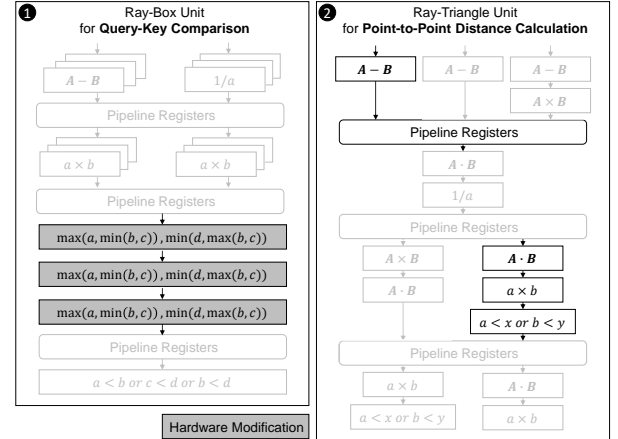 1
Ray-Box Unit
for Query-Key Comparison
A − B
1/a
Pipeline Registers
a × b
a × b
Pipeline Registers
max(a, min(b, c)) , min(d, max(b, c))
max(a, min(b, c)) , min(d, max(b, c))
max(a, min(b, c)) , min(d, max(b, c))
Pipeline Registers
a < b or c < d or b < d
Hardware Modification
2
Ray-Triangle Unit
for Point-to-Point Distance Calculation
A − B
A − B
A − B
A × B
Pipeline Registers
A · B
1/a
Pipeline Registers
A × B
A · B
A · B
a × b
a < x or b < y
Pipeline Registers
a × b
A · B
a < x or b < y
a × b